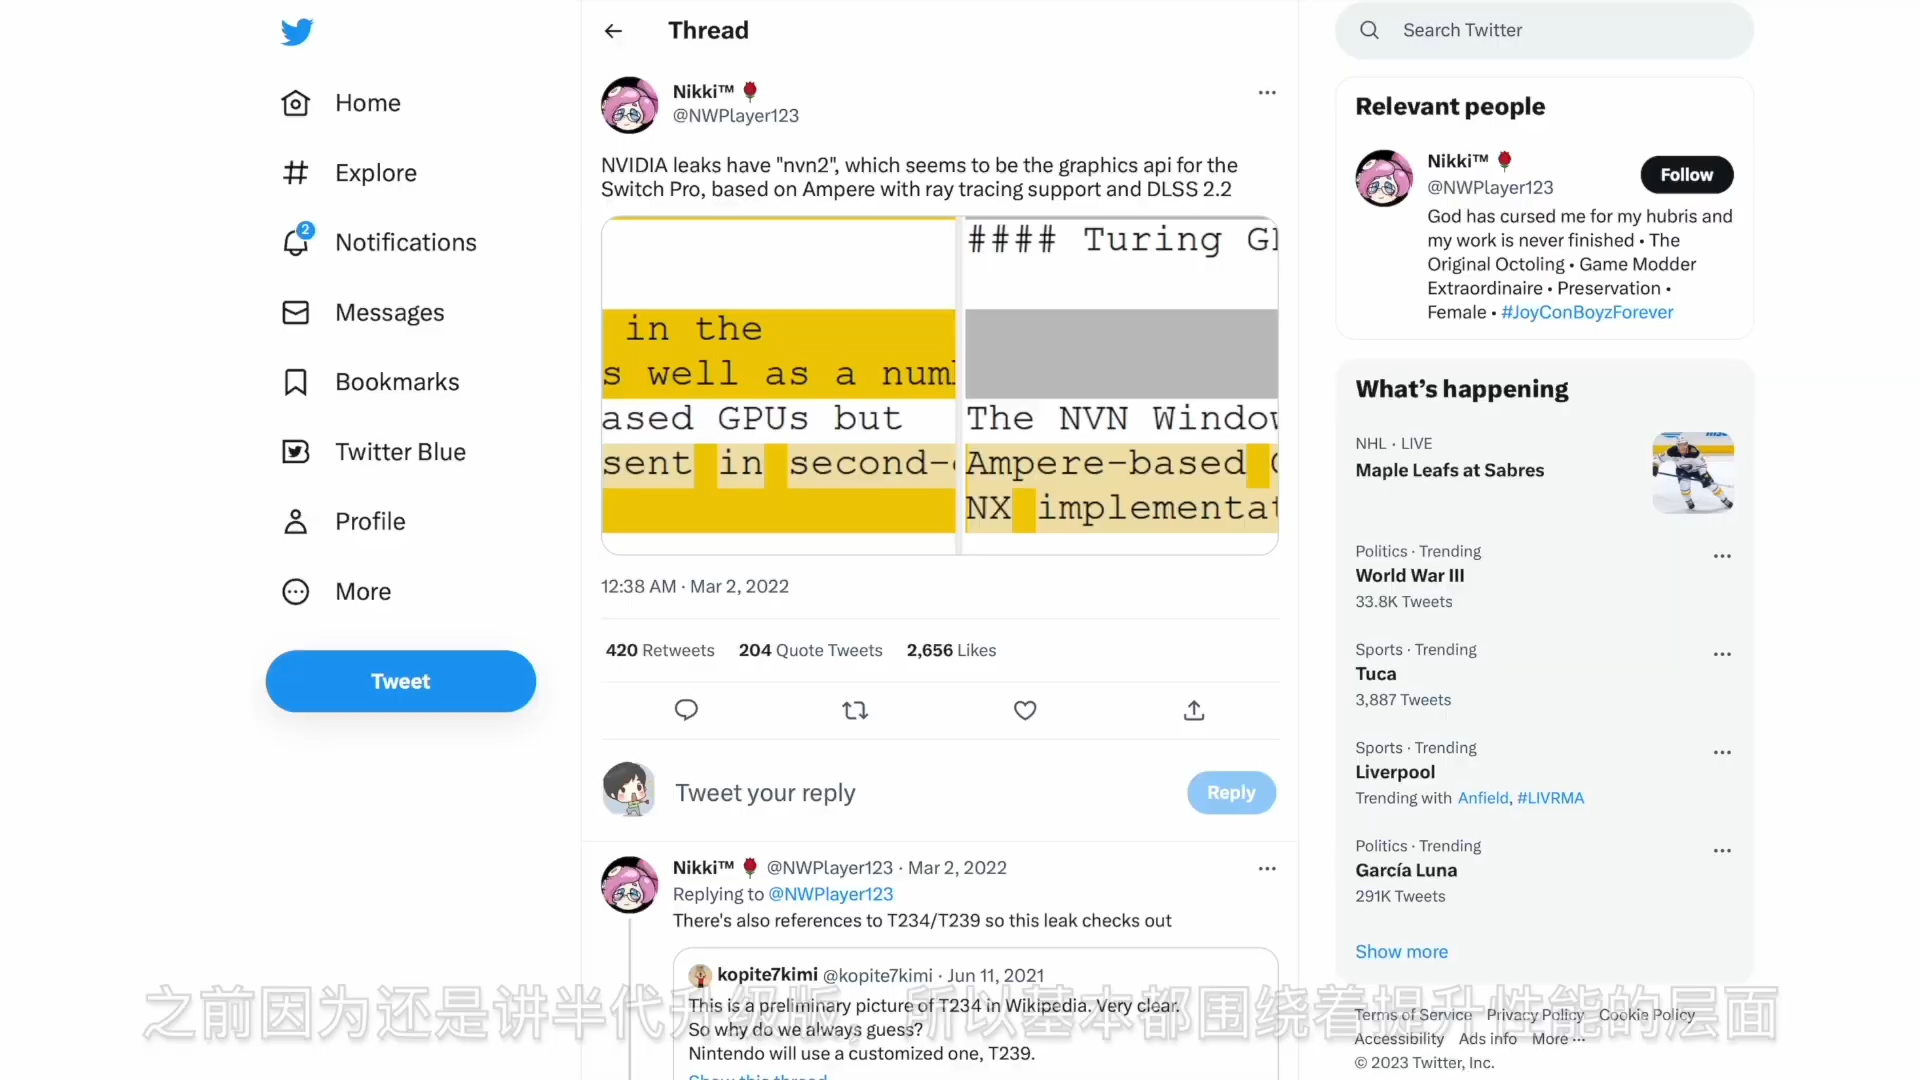 Home
Explore
2
Notifications
Messages
Bookmarks
Twitter Blue
Profile
More
Tweet
Thread
Nikki™
@NWPlayer123
NVIDIA leaks have "nvn2", which seems to be the graphics api for the
Switch Pro, based on Ampere with ray tracing support and DLSS 2.2
in the
s well as a num
ased GPUs but
sent in second-
#### Turing G
The NVN Window
Ampere-based
NX implementat
12:38 AM · Mar 2, 2022
420 Retweets 204 Quote Tweets 2,656 Likes
Tweet your reply
Reply
Nikki™ @NWPlayer123 · Mar 2, 2022
Replying to @NWPlayer123
There's also references to T234/T239 so this leak checks out
kopite7kimi @kopite7kimi · Jun 11, 2021
This is a preliminary picture of T234 in Wikipedia. Very clear.
So why do we always guess?
Nintendo will use a customized one, T239.
Show this thread
Search Twitter
Relevant people
Nikki™
@NWPlayer123
Follow
God has cursed me for my hubris and
my work is never finished • The
Original Octoling • Game Modder
Extraordinaire • Preservation •
Female • #JoyConBoyzForever
What's happening
NHL · LIVE
Maple Leafs at Sabres
Politics · Trending
World War III
33.8K Tweets
Sports · Trending
Tuca
3,887 Tweets
Sports · Trending
Liverpool
Trending with Anfield, #LIVRMA
Politics · Trending
García Luna
291K Tweets
Show more
Terms of Service Privacy Policy Cookie Policy
Accessibility Ads info More ···
© 2023 Twitter, Inc.
之前因为还是讲半代升级版，所以基本都围绕着提升性能的层面